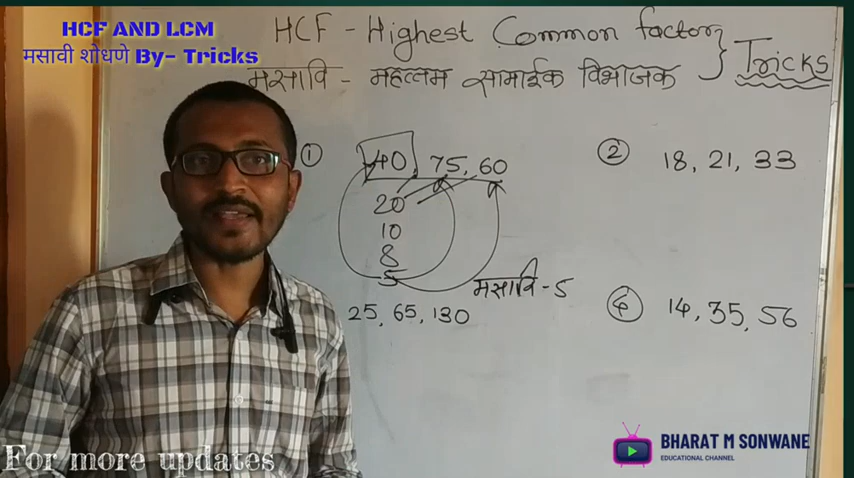 HCF AND LCM
मसावी शोधणे By- Tricks
HCF - Highest Common factor
मसावि - महत्तम सामाईक विभाजक
Tricks
① 40, 75, 60
20
10
8
5
मसावि - 5
② 18, 21, 33
25, 65, 130
④ 14, 35, 56
BHARAT M SONWANE
EDUCATIONAL CHANNEL
For more updates